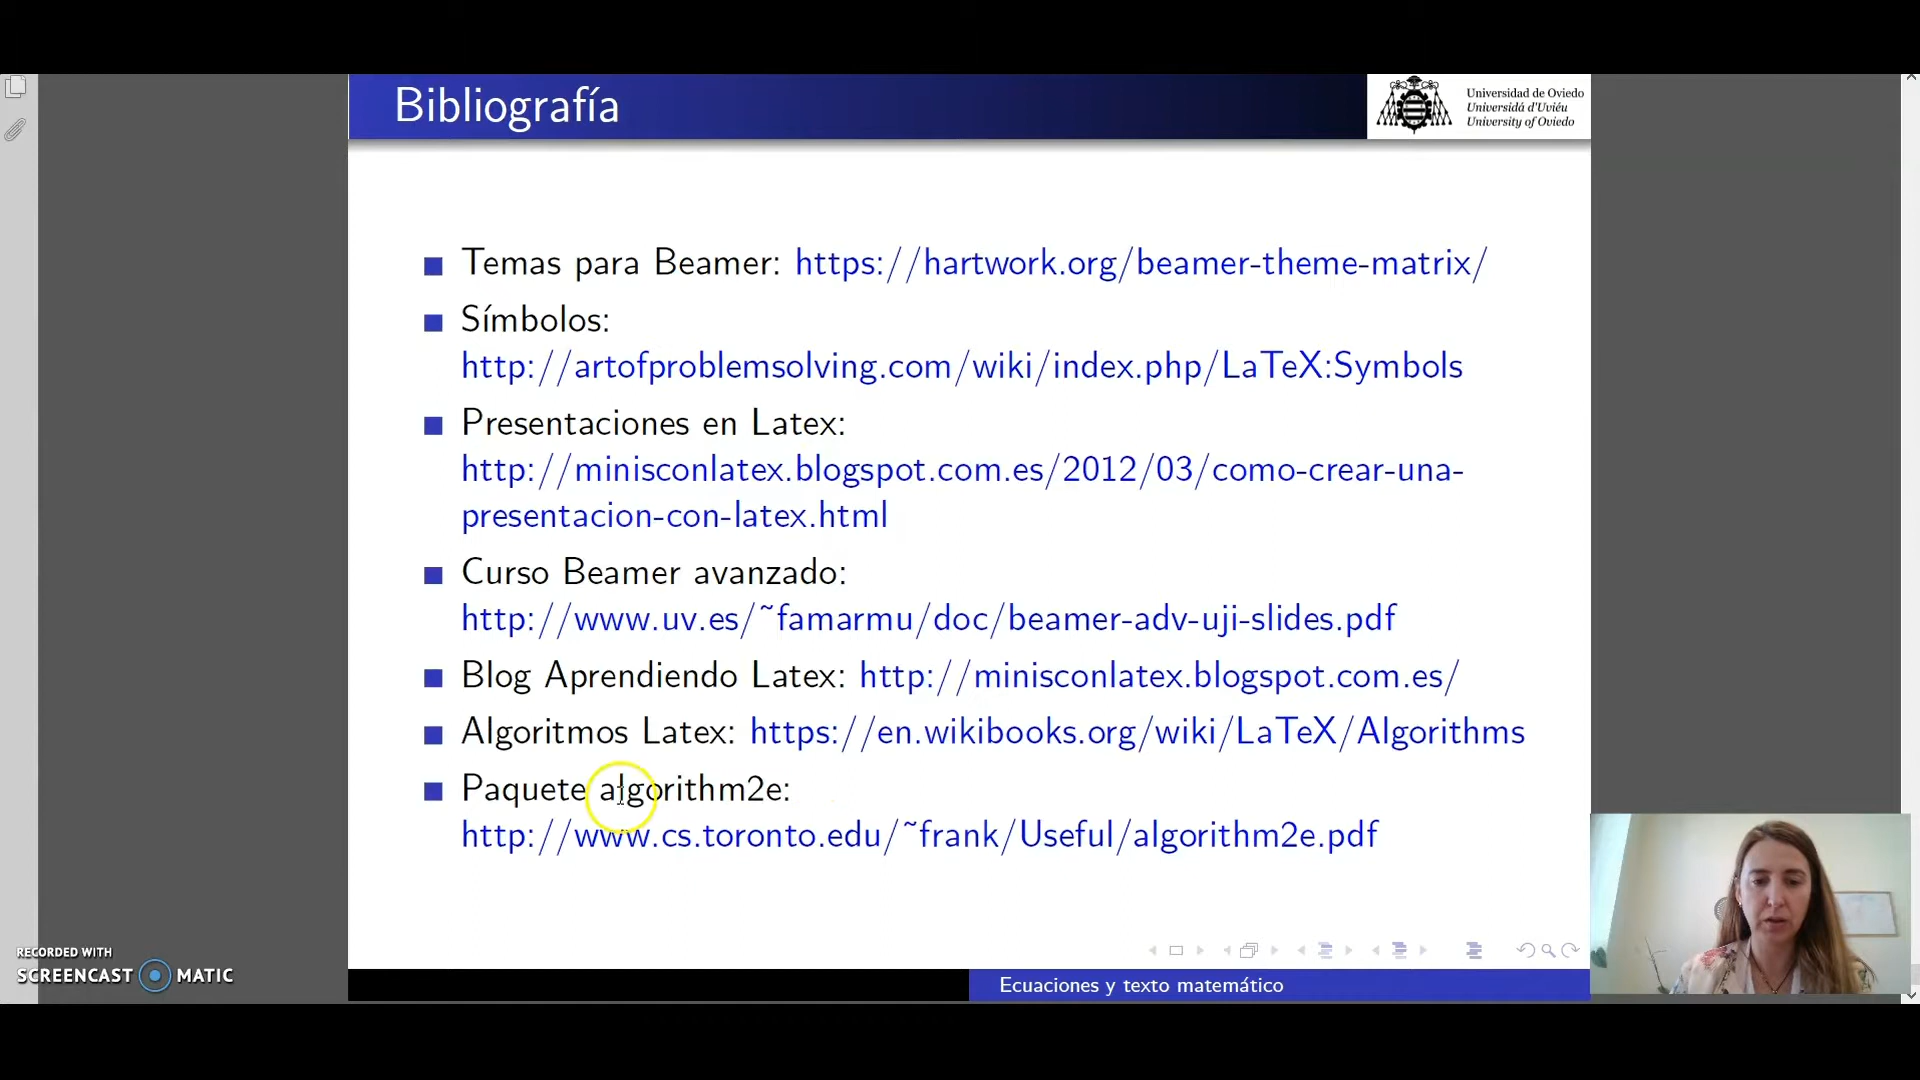 Bibliografía
Universidad de Oviedo
Universidá d'Uviéu
University of Oviedo
Temas para Beamer: https://hartwork.org/beamer-theme-matrix/
Símbolos:
http://artofproblemsolving.com/wiki/index.php/LaTeX:Symbols
Presentaciones en Latex:
http://minisconlatex.blogspot.com.es/2012/03/como-crear-una-
presentacion-con-latex.html
Curso Beamer avanzado:
http://www.uv.es/~famarmu/doc/beamer-adv-uji-slides.pdf
Blog Aprendiendo Latex: http://minisconlatex.blogspot.com.es/
Algoritmos Latex: https://en.wikibooks.org/wiki/LaTeX/Algorithms
Paquete algorithm2e:
http://www.cs.toronto.edu/~frank/Useful/algorithm2e.pdf
Ecuaciones y texto matemático
RECORDED WITH
SCREENCAST MATIC